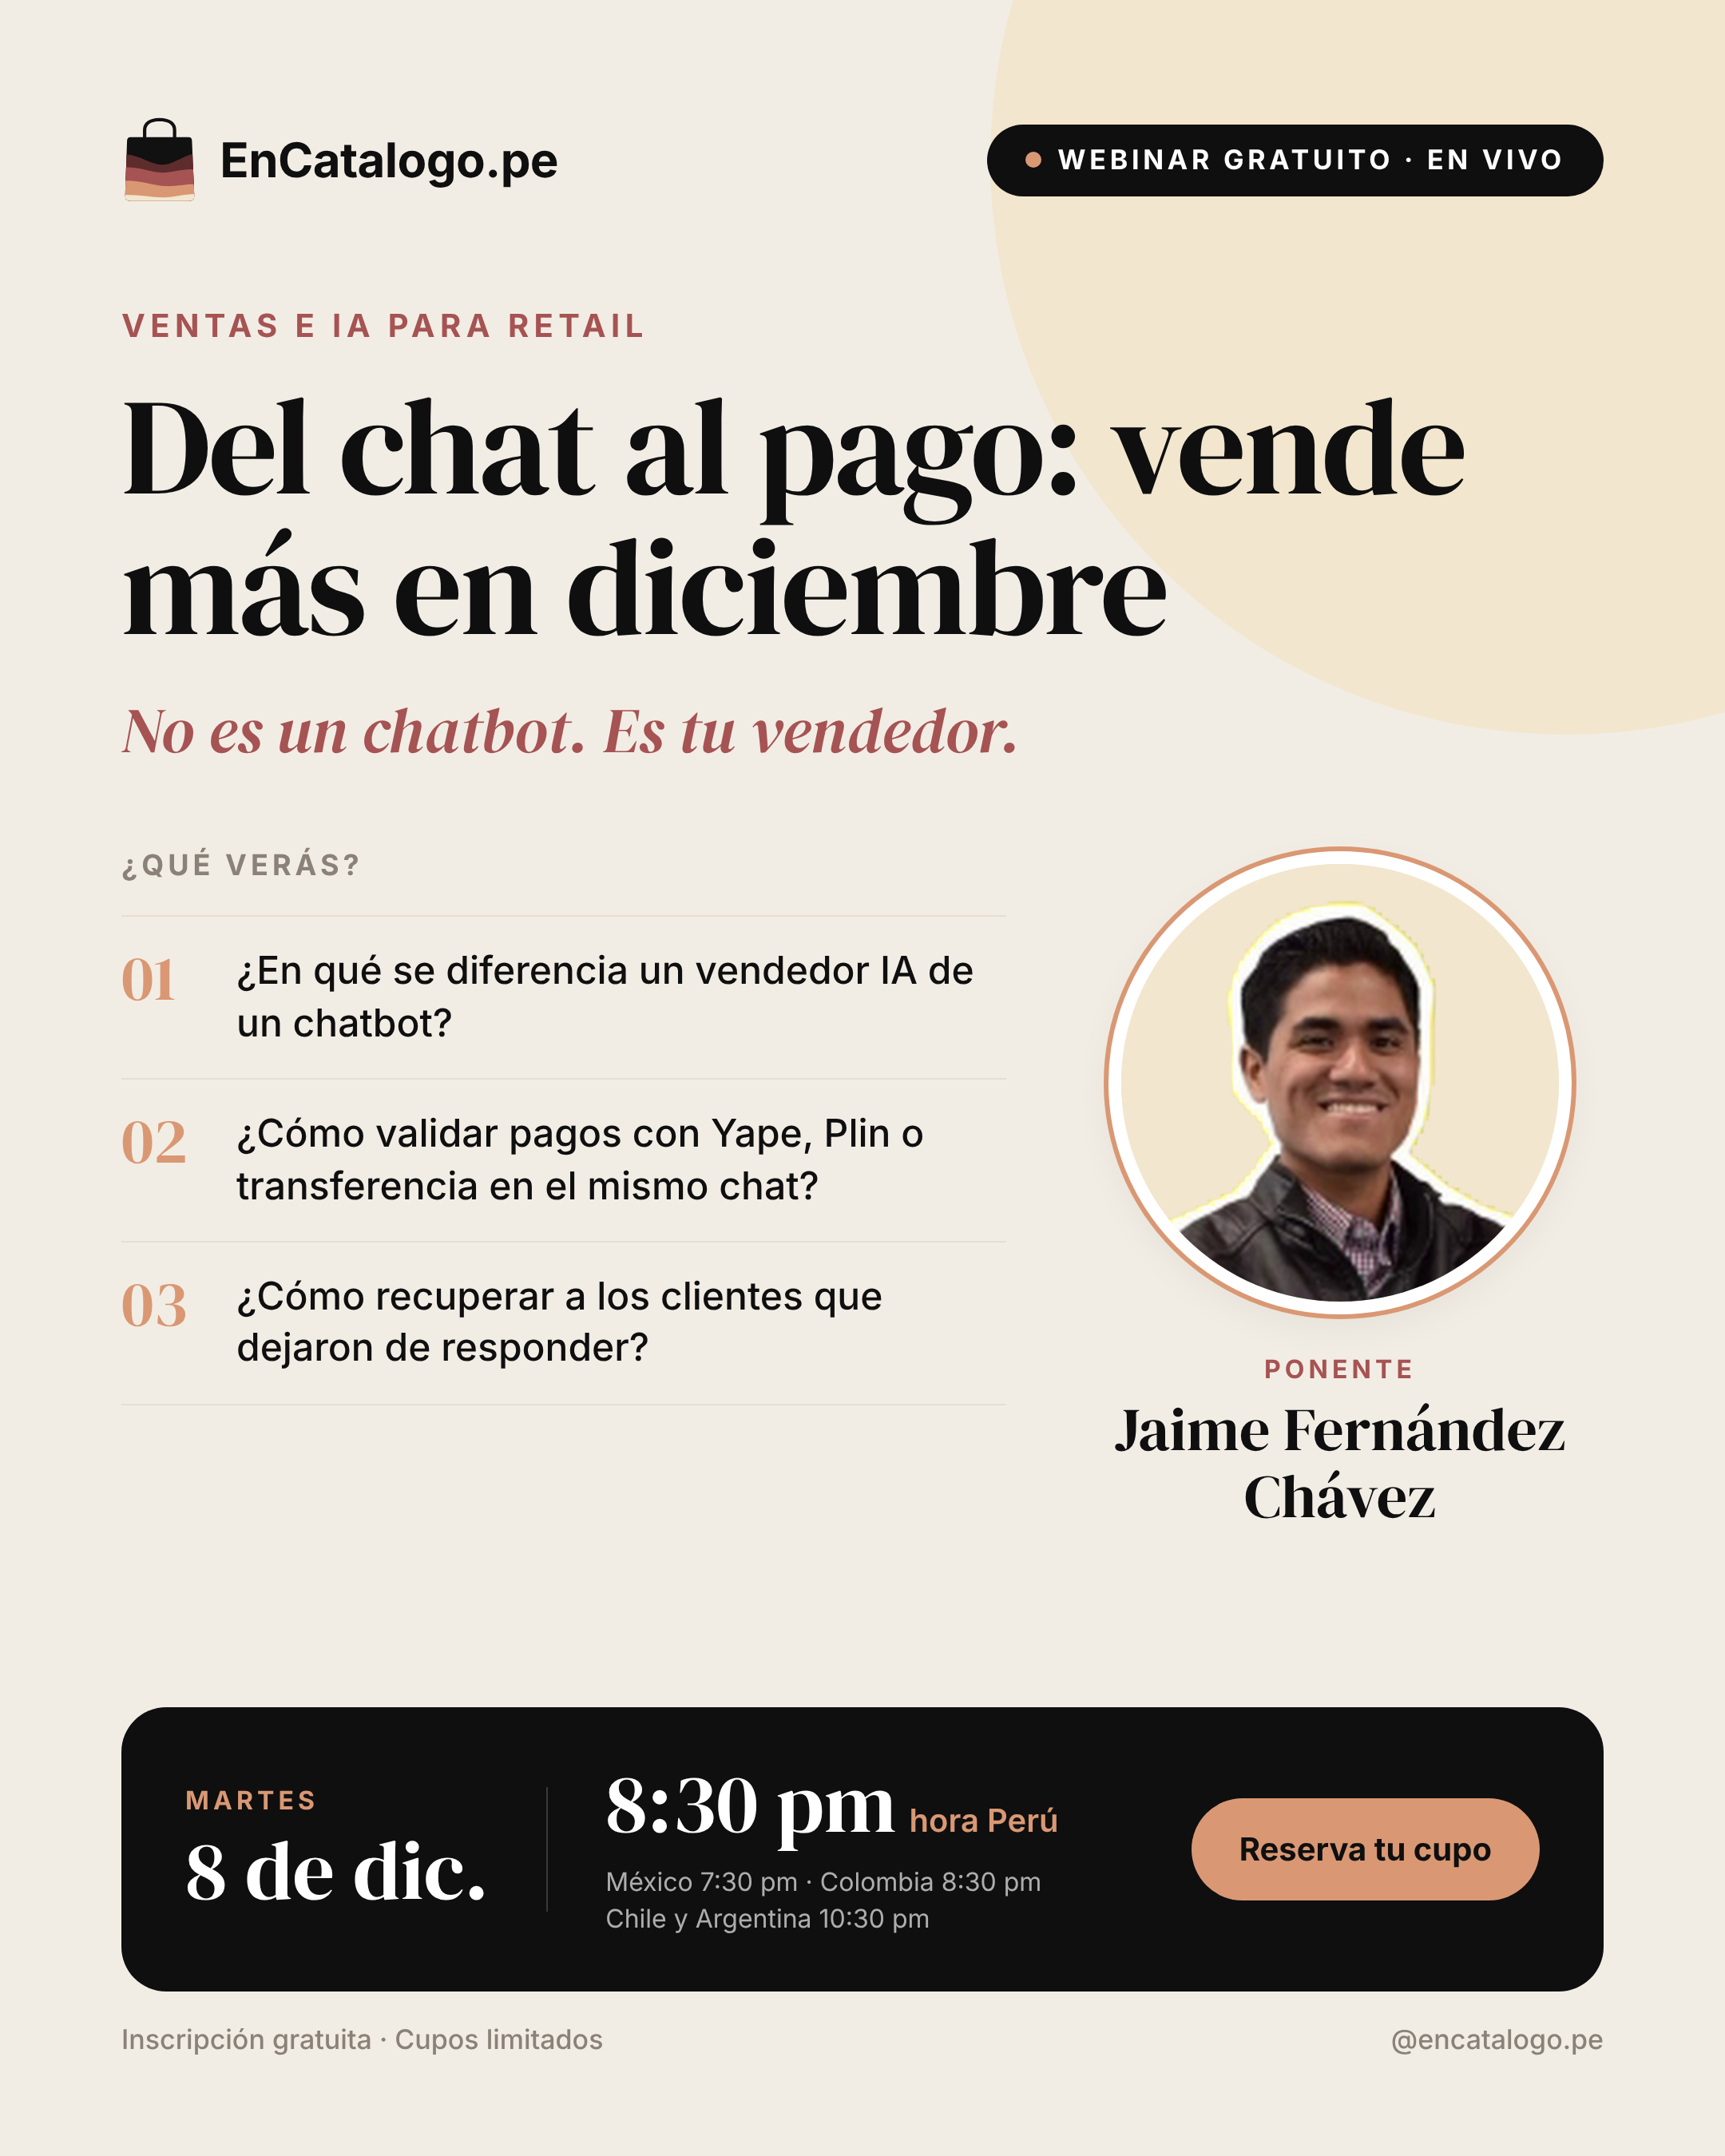 EnCatalogo.pe
WEBINAR GRATUITO · EN VIVO
VENTAS E IA PARA RETAIL
Del chat al pago: vende
más en diciembre
No es un chatbot. Es tu vendedor.
¿QUÉ VERÁS?
01
¿En qué se diferencia un vendedor IA de
un chatbot?
02
¿Cómo validar pagos con Yape, Plin o
transferencia en el mismo chat?
03
¿Cómo recuperar a los clientes que
dejaron de responder?
PONENTE
Jaime Fernández
Chávez
MARTES
8 de dic.
8:30 pm hora Perú
México 7:30 pm · Colombia 8:30 pm
Chile y Argentina 10:30 pm
Reserva tu cupo
Inscripción gratuita · Cupos limitados
@encatalogo.pe